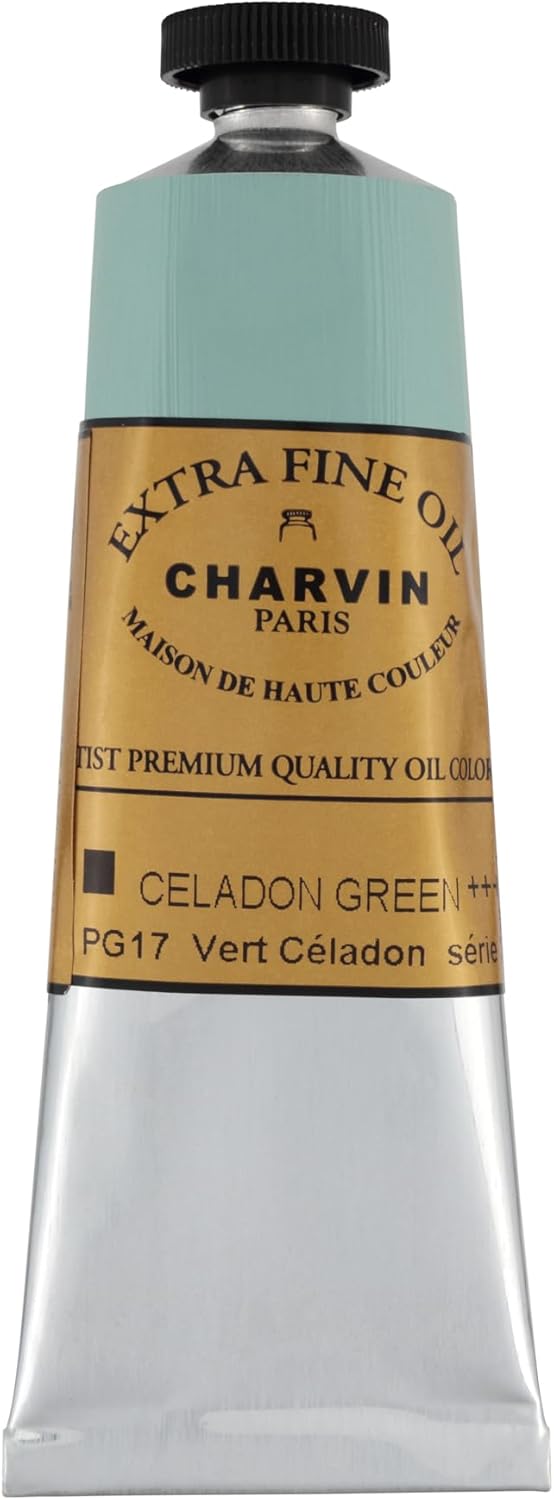 EXTRA FINE OIL
CHARVIN
PARIS
MAISON DE HAUTE COULEUR
TIST PREMIUM QUALITY OIL COLOR
CELADON GREEN ++
PG17 Vert Céladon série